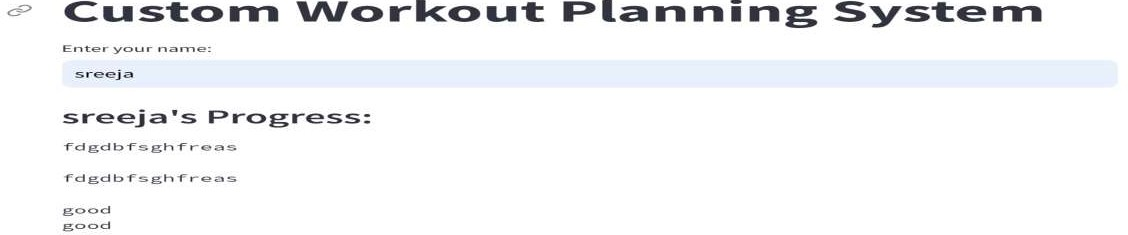 Custom Workout Planning System
Enter your name:
sreeja
sreeja's Progress:
fdgdbfsghfreas
fdgdbfsghfreas
good
good